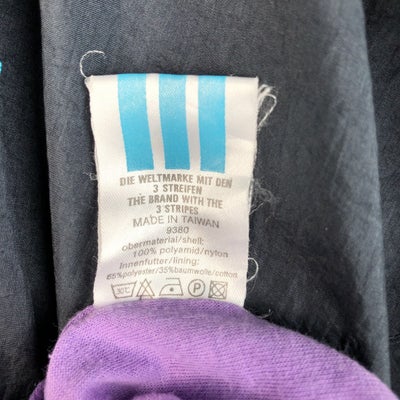 DIE WELTMARKE MIT DEN
3 STREIFEN
THE BRAND WITH THE
3 STRIPES
MADE IN TAIWAN
9380
obermaterial/shell:
100% polyamid/nylon
Innenfutter/lining:
65%polyester/35%baumwolle/cotton
30°C P